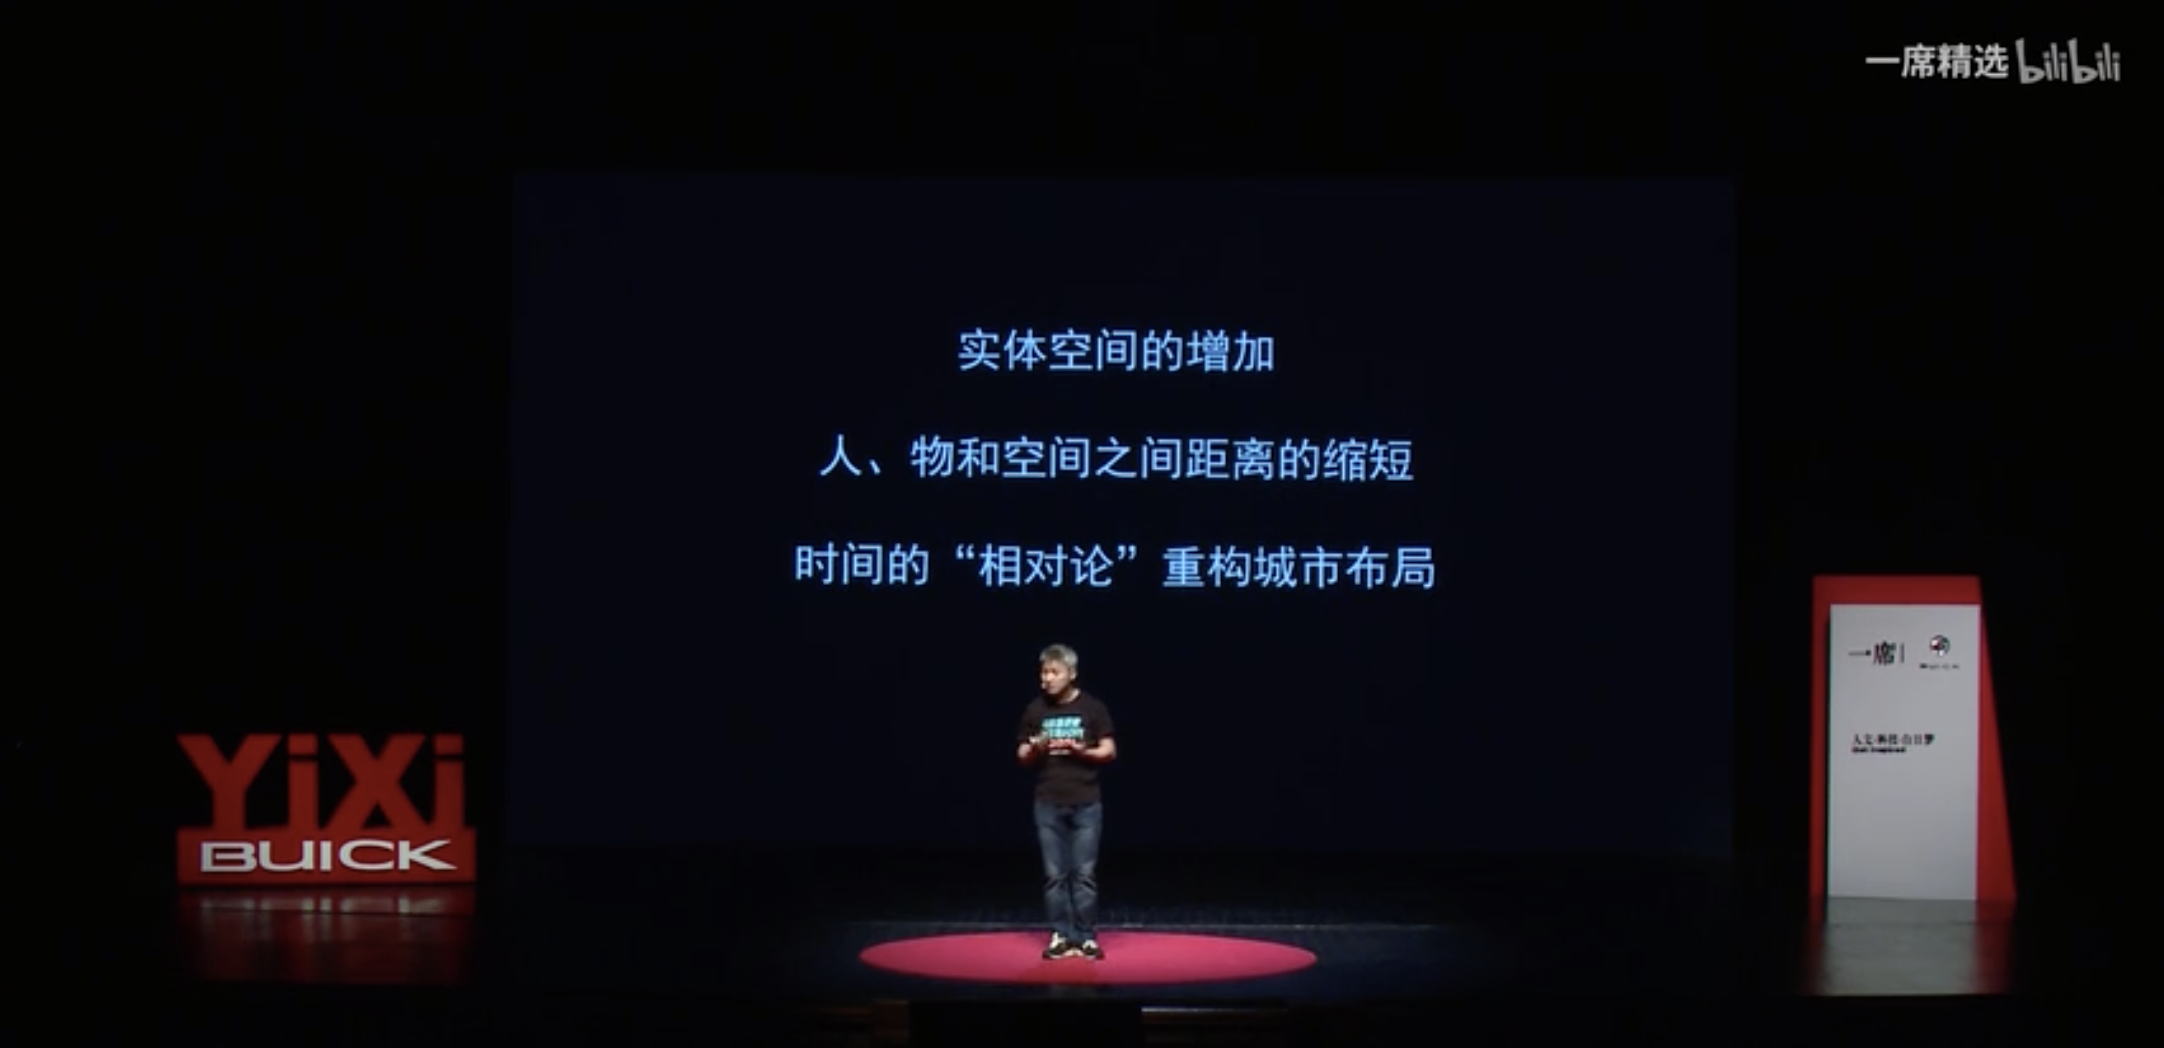 一席精选 bilibili
实体空间的增加
人、物和空间之间距离的缩短
时间的“相对论”重构城市布局
YiXi
BUICK
一席
人文·科技·白日梦